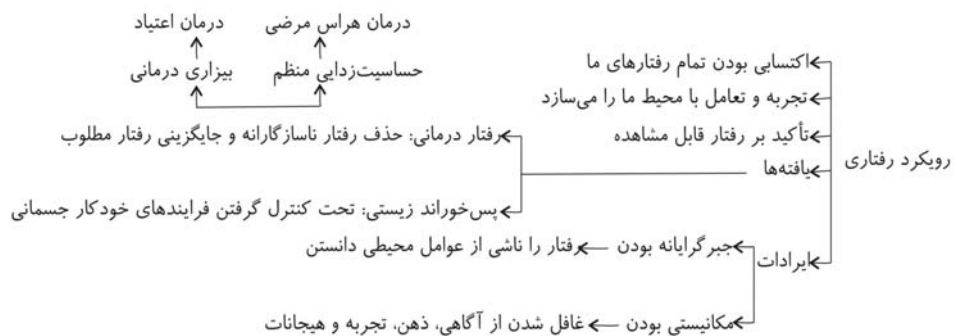 درمان هراس مرضی
درمان اعتیاد
حساسیت‌زدایی منظم
بیزاری درمانی
اکتسابی بودن تمام رفتارهای ما
تجربه و تعامل با محیط ما را می‌سازد
تأکید بر رفتار قابل مشاهده
رفتار درمانی: حذف رفتار ناسازگارانه و جایگزینی رفتار مطلوب
رویکرد رفتاری
یافته‌ها
پس‌خوراند زیستی: تحت کنترل گرفتن فرایندهای خودکار جسمانی
ایرادات
جبرگرایانه بودن
رفتار را ناشی از عوامل محیطی دانستن
مکانیستی بودن
غافل شدن از آگاهی، ذهن، تجربه و هیجانات